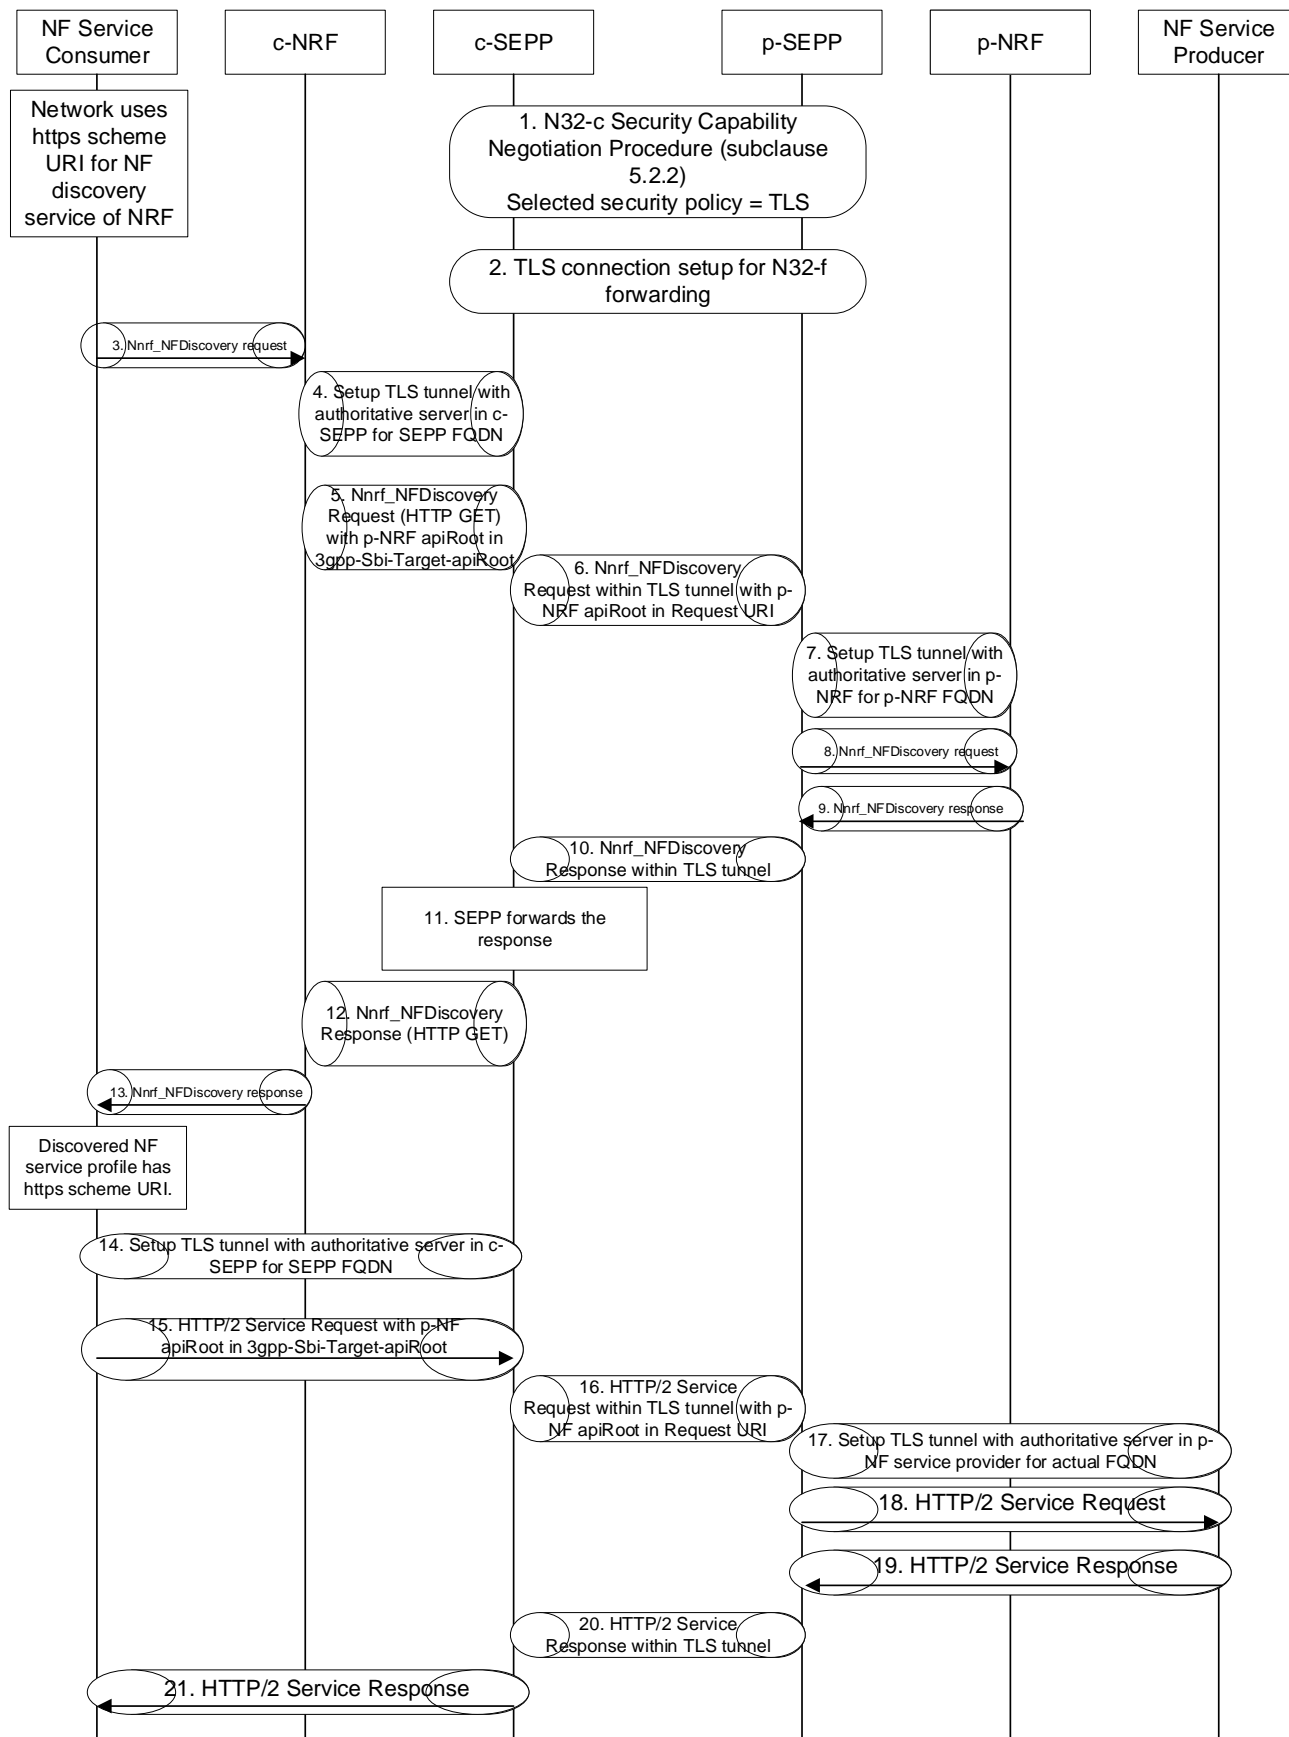 NF Service
Consumer
c-NRF
c-SEPP
p-SEPP
p-NRF
NF Service
Producer
Network uses
https scheme
URI for NF
discovery
service of NRF
1. N32-c Security Capability
Negotiation Procedure (subclause
5.2.2)
Selected security policy = TLS
2. TLS connection setup for N32-f
forwarding
3. Nnrf_NFDiscovery request
4. Setup TLS tunnel with
authoritative server in c-
SEPP for SEPP FQDN
5. Nnrf_NFDiscovery
Request (HTTP GET)
with p-NRF apiRoot in
3gpp-Sbi-Target-apiRoot
6. Nnrf_NFDiscovery
Request within TLS tunnel with p-
NRF apiRoot in Request URI
7. Setup TLS tunnel with
authoritative server in p-
NRF for p-NRF FQDN
8. Nnrf_NFDiscovery request
9. Nnrf_NFDiscovery response
10. Nnrf_NFDiscovery
Response within TLS tunnel
11. SEPP forwards the
response
12. Nnrf_NFDiscovery
Response (HTTP GET)
13. Nnrf_NFDiscovery response
Discovered NF
service profile has
https scheme URI.
14. Setup TLS tunnel with authoritative server in c-
SEPP for SEPP FQDN
15. HTTP/2 Service Request with p-NF
apiRoot in 3gpp-Sbi-Target-apiRoot
16. HTTP/2 Service
Request within TLS tunnel with p-
NF apiRoot in Request URI
17. Setup TLS tunnel with authoritative server in p-
NF service provider for actual FQDN
18. HTTP/2 Service Request
19. HTTP/2 Service Response
20. HTTP/2 Service
Response within TLS tunnel
21. HTTP/2 Service Response